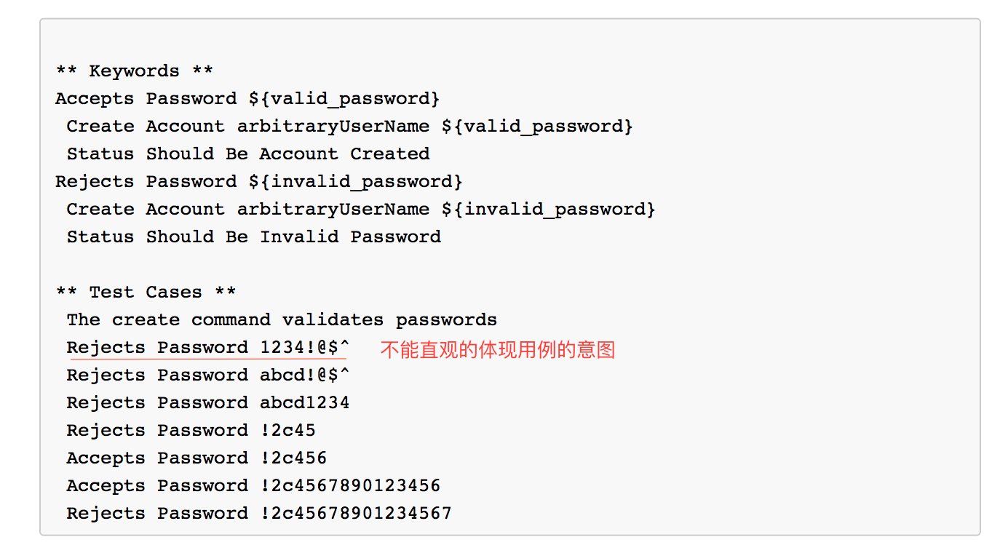 ** Keywords **
Accepts Password ${valid_password}
Create Account arbitraryUserName ${valid_password}
Status Should Be Account Created
Rejects Password ${invalid_password}
Create Account arbitraryUserName ${invalid_password}
Status Should Be Invalid Password
** Test Cases **
The create command validates passwords
Rejects Password 1234!@$^ 不能直观的体现用例的意图
Rejects Password abcd!@$^
Rejects Password abcd1234
Rejects Password !2c45
Accepts Password !2c456
Accepts Password !2c4567890123456
Rejects Password !2c45678901234567